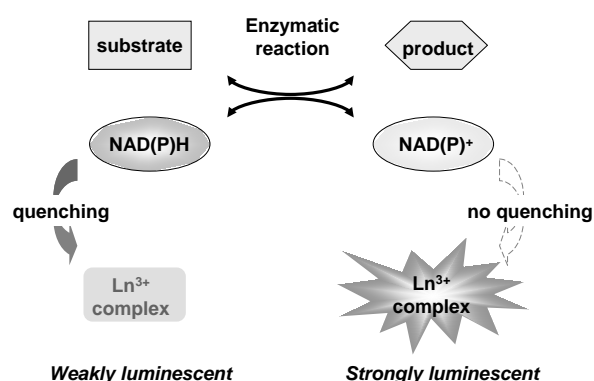 substrate
Enzymatic
reaction
product
NAD(P)H
NAD(P)⁺
quenching
no quenching
Ln³⁺
complex
Ln³⁺
complex
Weakly luminescent
Strongly luminescent